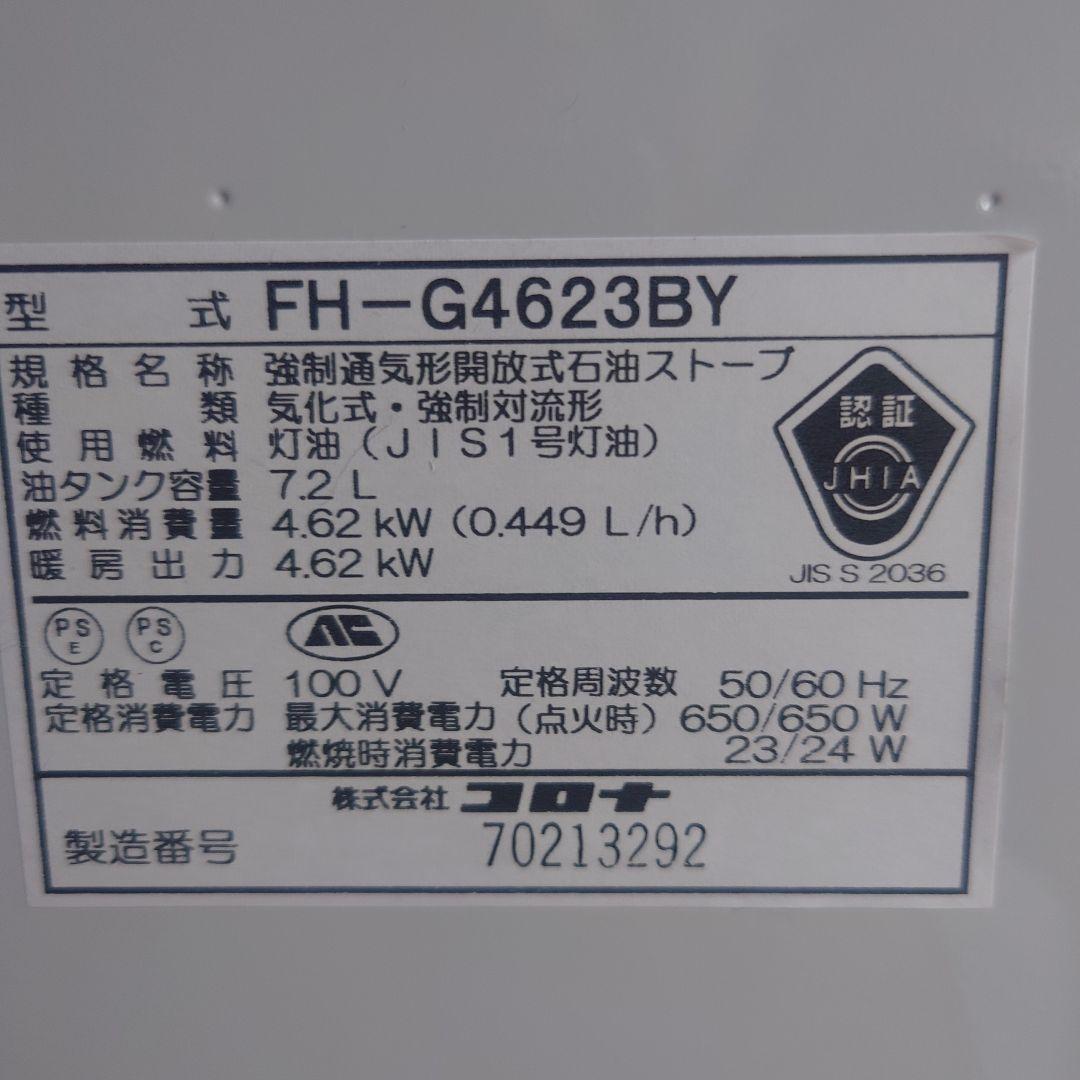 型式 FH-G4623BY
規格名称 強制通気形開放式石油ストーブ
種類 気化式・強制対流形
使用燃料 灯油（JIS1号灯油）
油タンク容量 7.2 L
燃料消費量 4.62 kW (0.449 L/h)
暖房出力 4.62 kW
認証
JHIA
JIS S 2036
PS E PS C
定格電圧 100 V 定格周波数 50/60 Hz
定格消費電力 最大消費電力（点火時）650/650 W
燃焼時消費電力 23/24 W
株式会社 コロナ
製造番号 70213292